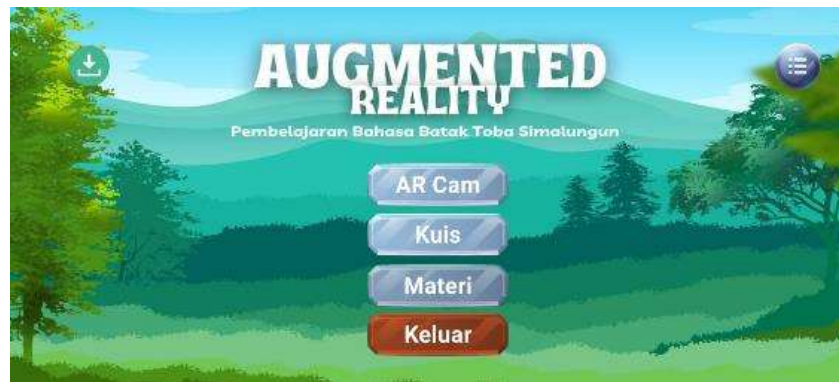 AUGMENTED
REALITY
Pembelajaran Bahasa Batak Toba Simalungun
AR Cam
Kuis
Materi
Keluar